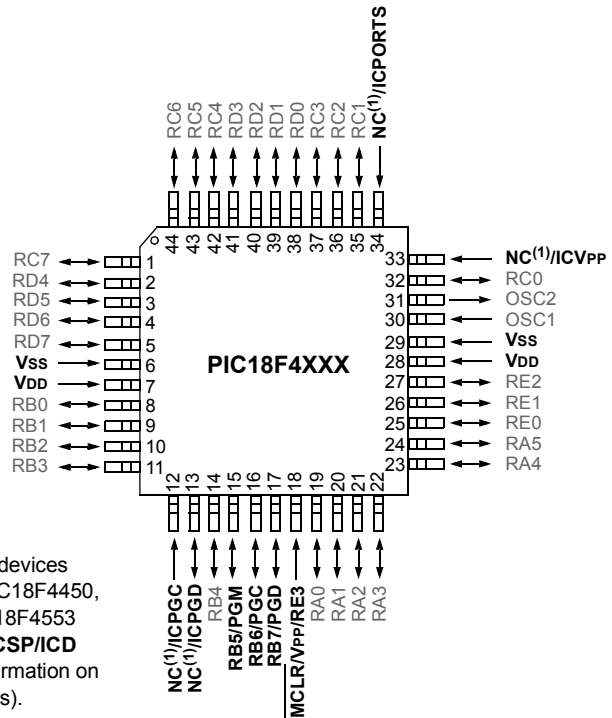 RC6
RC5
RC4
RD3
RD2
RD1
RD0
RC3
RC2
RC1
NC(1)/ICPORTS
44
43
42
41
40
39
38
37
36
35
34
RC7 1
RD4 2
RD5 3
RD6 4
RD7 5
VSS 6
VDD 7
RB0 8
RB1 9
RB2 10
RB3 11
PIC18F4XXX
33 NC(1)/ICVPP
32 RC0
31 OSC2
30 OSC1
29 VSS
28 VDD
27 RE2
26 RE1
25 RE0
24 RA5
23 RA4
12
13
14
15
16
17
18
19
20
21
22
NC(1)/ICPGC
NC(1)/ICPGD
RB4
RB5/PGM
RB6/PGC
RB7/PGD
MCLR/VPP/RE3
RA0
RA1
RA2
RA3
devices
C18F4450,
18F4553
CSP/ICD
rmation on
s).